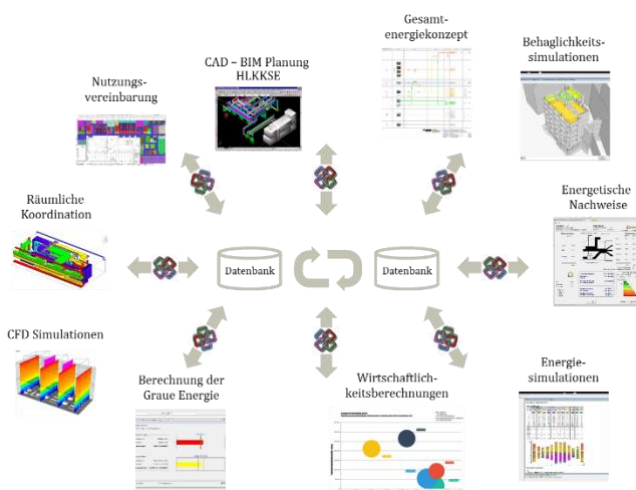 Gesamt-
energiekonzept
Behaglichkeits-
simulationen
CAD – BIM Planung
HLKKSE
Nutzungs-
vereinbarung
Räumliche
Koordination
Energetische
Nachweise
Datenbank
Datenbank
CFD Simulationen
Berechnung der
Graue Energie
Wirtschaftlich-
keitsberechnungen
Energie-
simulationen